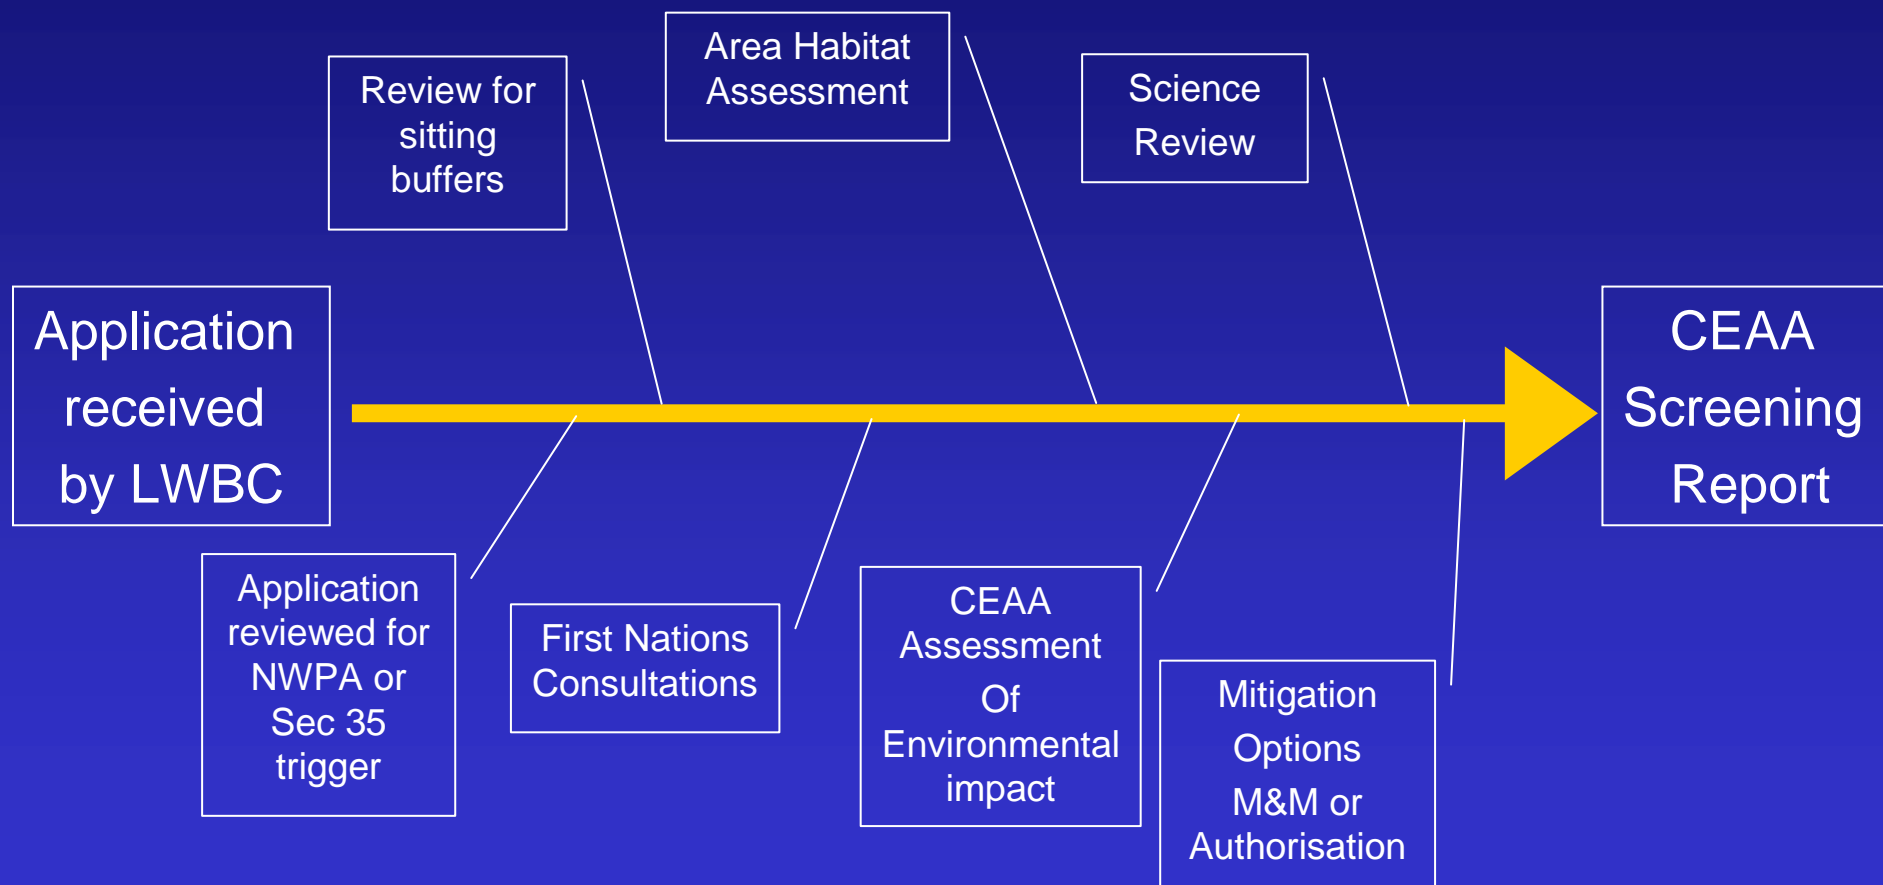 Review for
sitting
buffers
Area Habitat
Assessment
Science
Review
Application
received
by LWBC
CEAA
Screening
Report
Application
reviewed for
NWPA or
Sec 35
trigger
First Nations
Consultations
CEAA
Assessment
Of
Environmental
impact
Mitigation
Options
M&M or
Authorisation